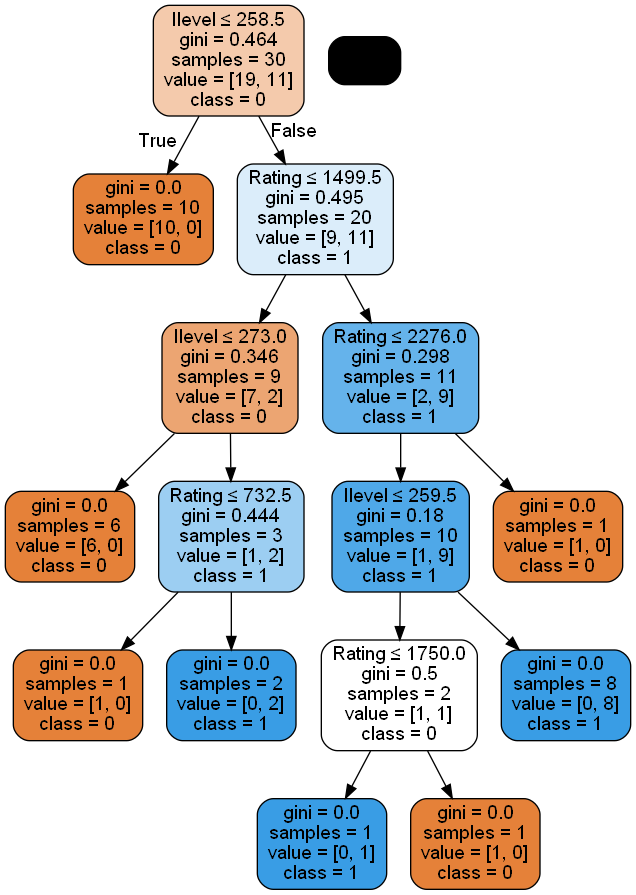 Ilevel ≤ 258.5
gini = 0.464
samples = 30
value = [19, 11]
class = 0
True
False
gini = 0.0
samples = 10
value = [10, 0]
class = 0
Rating ≤ 1499.5
gini = 0.495
samples = 20
value = [9, 11]
class = 1
Ilevel ≤ 273.0
gini = 0.346
samples = 9
value = [7, 2]
class = 0
Rating ≤ 2276.0
gini = 0.298
samples = 11
value = [2, 9]
class = 1
gini = 0.0
samples = 6
value = [6, 0]
class = 0
Rating ≤ 732.5
gini = 0.444
samples = 3
value = [1, 2]
class = 1
Ilevel ≤ 259.5
gini = 0.18
samples = 10
value = [1, 9]
class = 1
gini = 0.0
samples = 1
value = [1, 0]
class = 0
gini = 0.0
samples = 1
value = [1, 0]
class = 0
gini = 0.0
samples = 2
value = [0, 2]
class = 1
Rating ≤ 1750.0
gini = 0.5
samples = 2
value = [1, 1]
class = 0
gini = 0.0
samples = 8
value = [0, 8]
class = 1
gini = 0.0
samples = 1
value = [0, 1]
class = 1
gini = 0.0
samples = 1
value = [1, 0]
class = 0